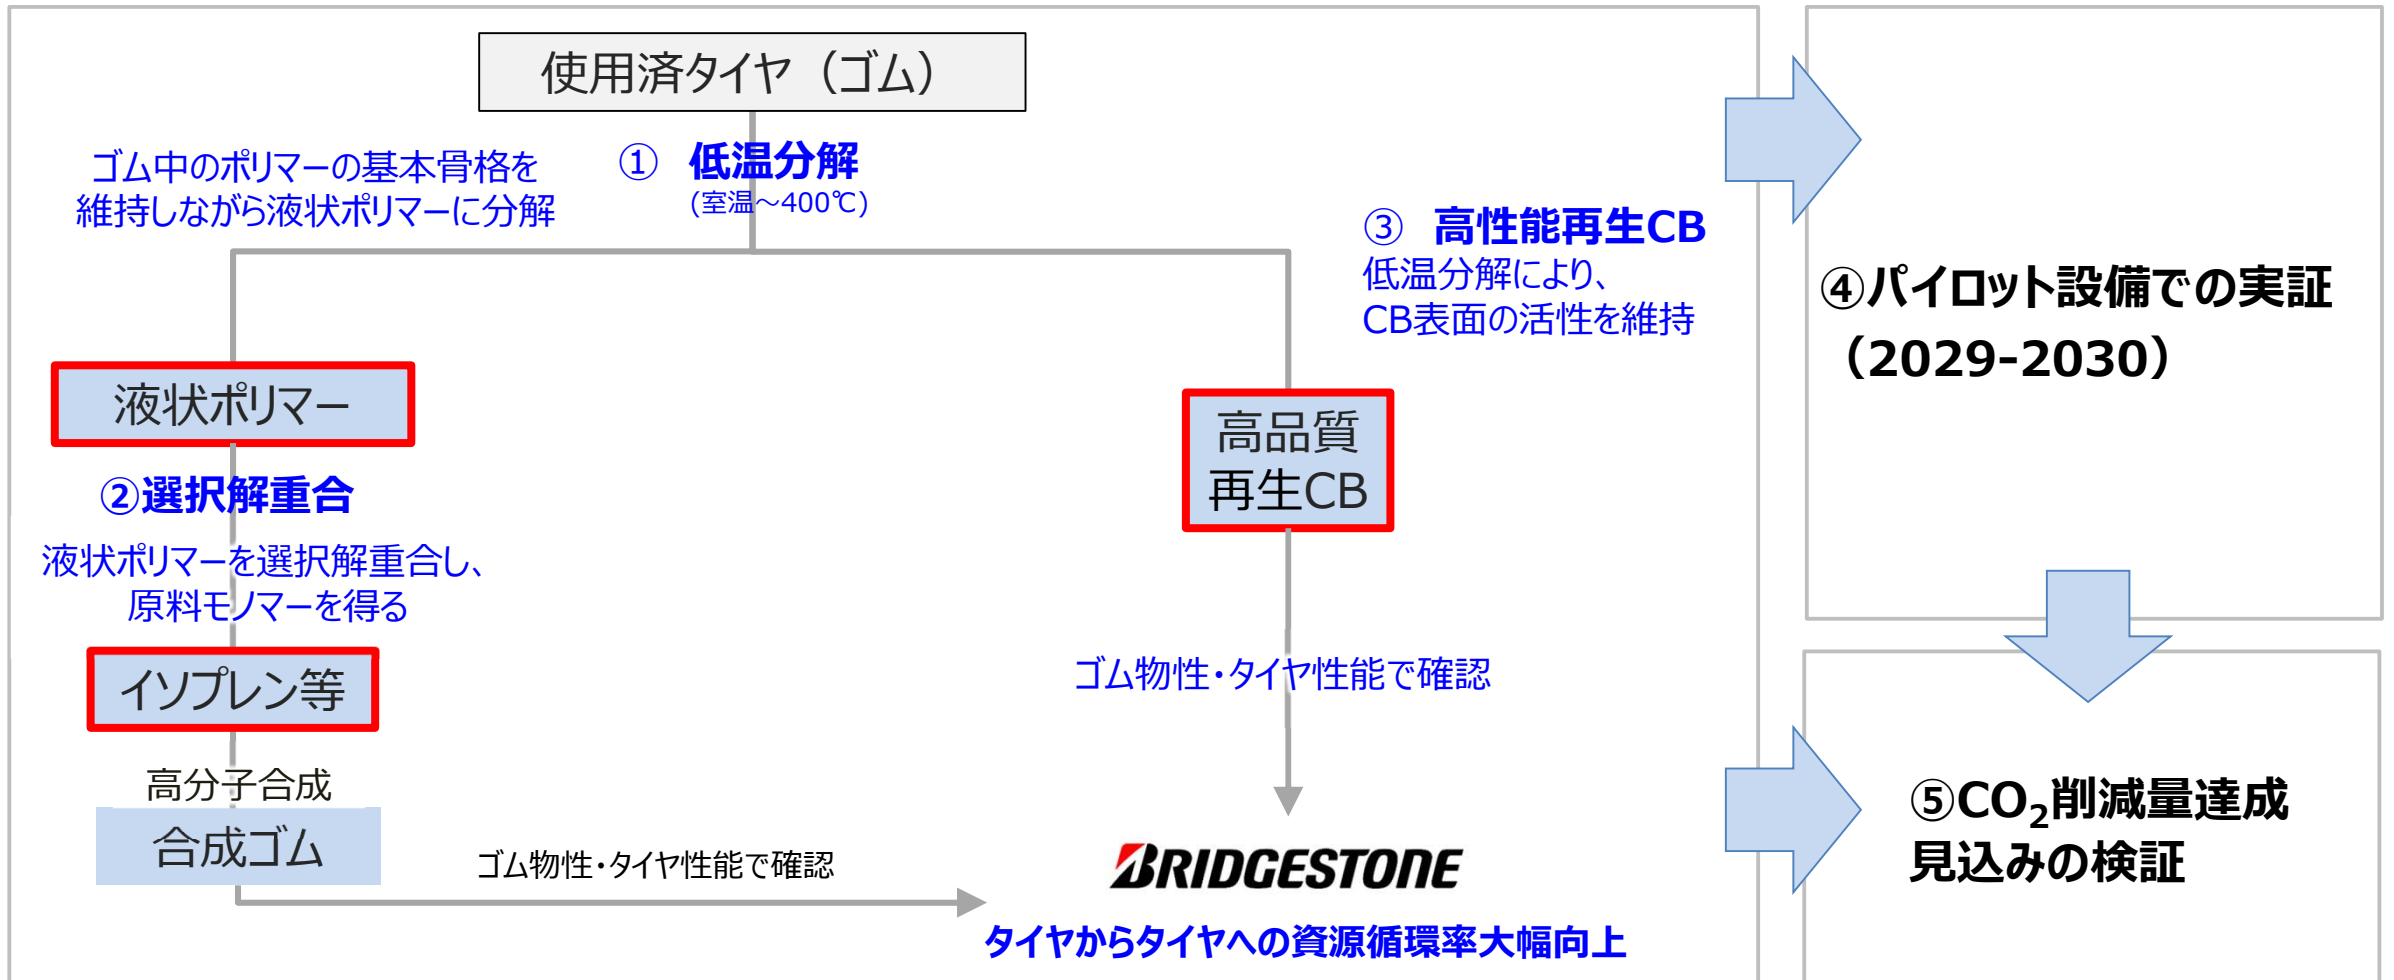 使用済タイヤ（ゴム）
ゴム中のポリマーの基本骨格を
維持しながら液状ポリマーに分解
① 低温分解
(室温～400℃)
③ 高性能再生CB
低温分解により、
CB表面の活性を維持
液状ポリマー
②選択解重合
液状ポリマーを選択解重合し、
原料モノマーを得る
イソプレン等
高分子合成
合成ゴム
ゴム物性・タイヤ性能で確認
高品質
再生CB
ゴム物性・タイヤ性能で確認
BRIDGESTONE
タイヤからタイヤへの資源循環率大幅向上
④パイロット設備での実証
（2029-2030）
⑤CO₂削減量達成
見込みの検証